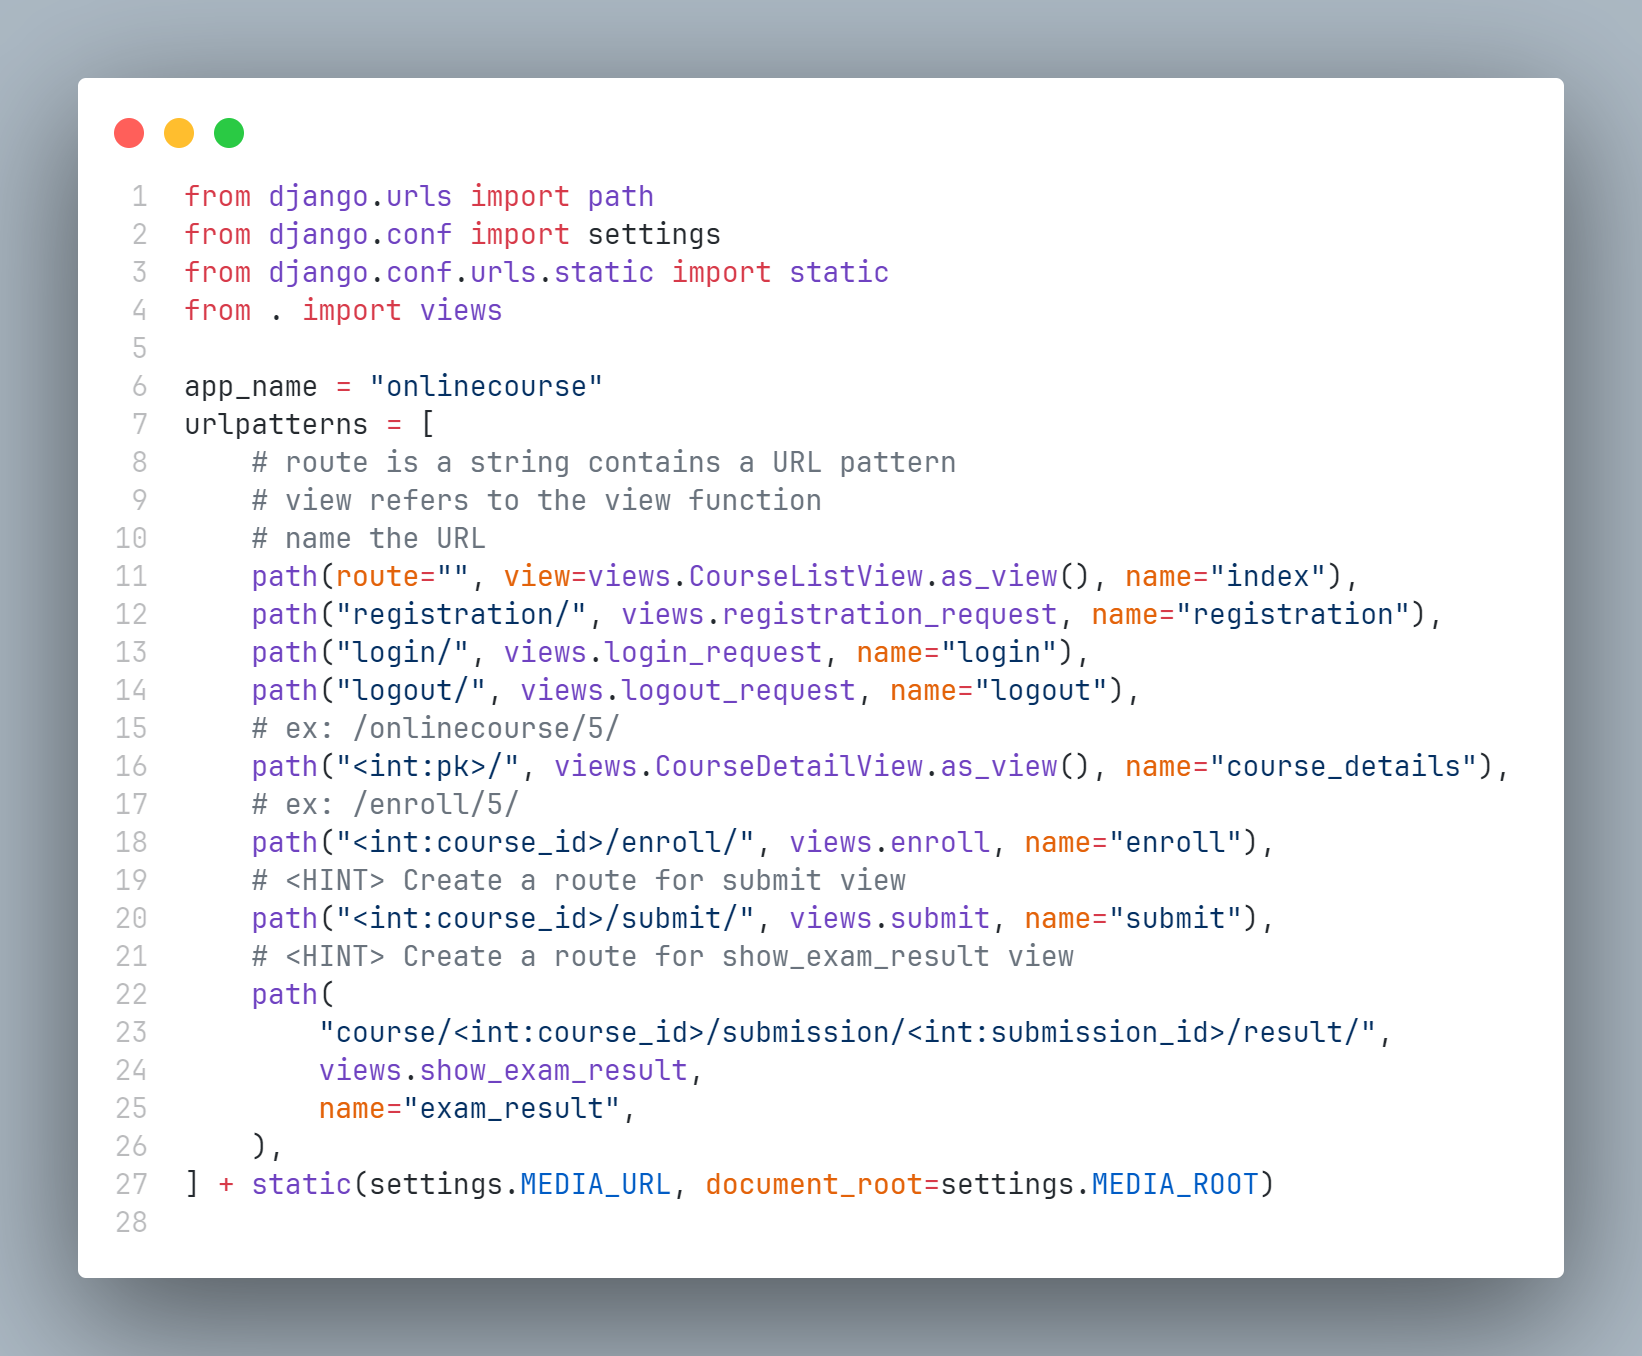 1 from django.urls import path
2 from django.conf import settings
3 from django.conf.urls.static import static
4 from . import views
5
6 app_name = "onlinecourse"
7 urlpatterns = [
8     # route is a string contains a URL pattern
9     # view refers to the view function
10     # name the URL
11     path(route="", view=views.CourseListView.as_view(), name="index"),
12     path("registration/", views.registration_request, name="registration"),
13     path("login/", views.login_request, name="login"),
14     path("logout/", views.logout_request, name="logout"),
15     # ex: /onlinecourse/5/
16     path("<int:pk>/", views.CourseDetailView.as_view(), name="course_details"),
17     # ex: /enroll/5/
18     path("<int:course_id>/enroll/", views.enroll, name="enroll"),
19     # <HINT> Create a route for submit view
20     path("<int:course_id>/submit/", views.submit, name="submit"),
21     # <HINT> Create a route for show_exam_result view
22     path(
23         "course/<int:course_id>/submission/<int:submission_id>/result/",
24         views.show_exam_result,
25         name="exam_result",
26     ),
27 ] + static(settings.MEDIA_URL, document_root=settings.MEDIA_ROOT)
28